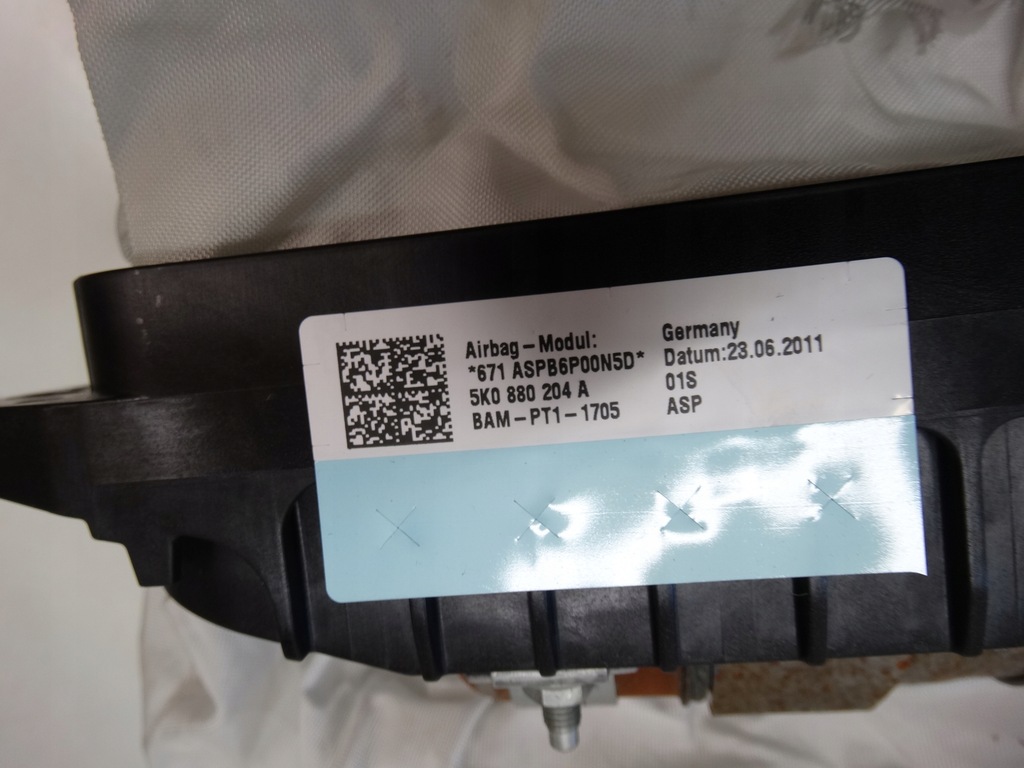 Airbag-Modul:
*671 ASPB6P00N5D*
5K0 880 204 A
BAM-PT1-1705
Germany
Datum:23.06.2011
01S
ASP